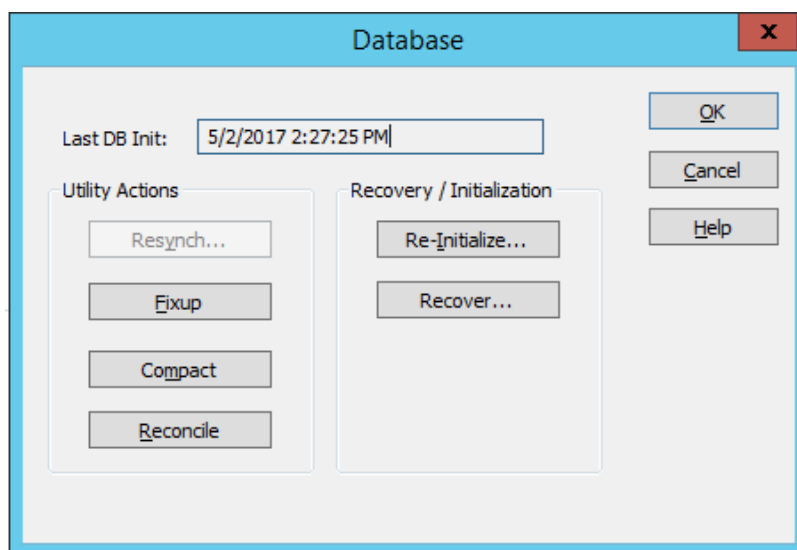 Database
x
Last DB Init:
5/2/2017 2:27:25 PM
OK
Cancel
Help
Utility Actions
Resynch...
Fixup
Compact
Reconcile
Recovery / Initialization
Re-Initialize...
Recover...